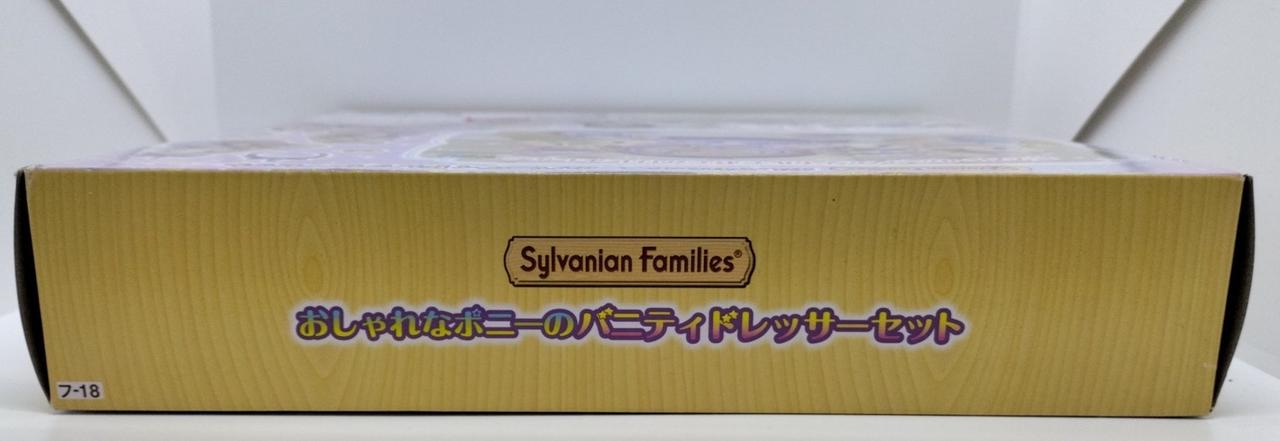 Sylvanian Families®
おしゃれなポニーのバニティドレッサーセット
フ-18